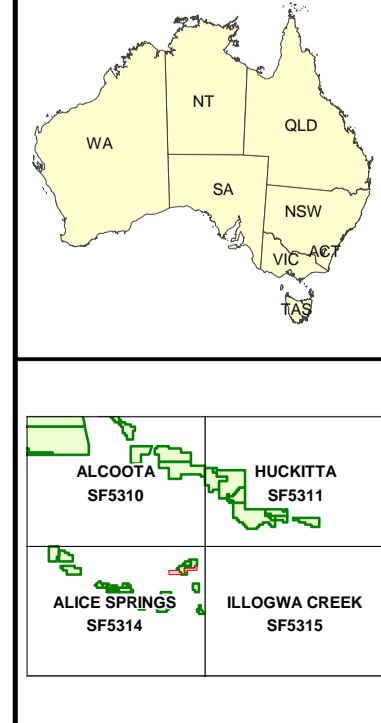 NT
QLD
WA
SA
NSW
VIC ACT
TAS
ALCOOTA
SF5310
HUCKITTA
SF5311
ALICE SPRINGS
SF5314
ILLOGWA CREEK
SF5315